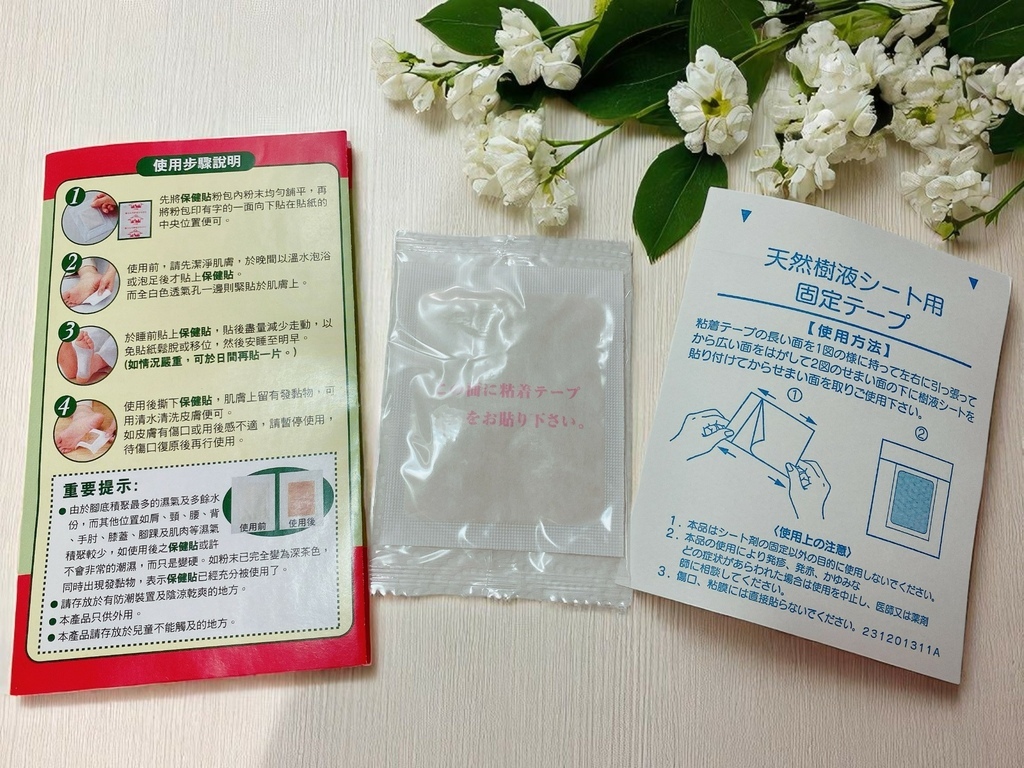 使用步驟說明
1
先將保健貼粉包內粉末均勻舖平，再
將粉包印有字的一面向下貼在貼紙的
中央位置便可。
2
使用前，請先潔淨肌膚，於晚間以溫水泡浴
或泡足後才貼上保健貼。
而全白色透氣孔一邊則緊貼於肌膚上。
3
於睡前貼上保健貼，貼後盡量減少走動，以
免貼紙鬆脫或移位，然後安睡至明早。
(如情況嚴重，可於日間再貼一片。)
4
使用後撕下保健貼，肌膚上留有發黏物，可
用清水清洗皮膚便可。
如皮膚有傷口或用後感不適，請暫停使用，
待傷口復原後再行使用。
重要提示：
●由於腳底積聚最多的濕氣及多餘水
份，而其他位置如肩、頸、腰、背
、手肘、膝蓋、腳踝及肌肉等濕氣
積聚較少，如使用後之保健貼或許
不會非常的潮濕，而只是變硬。如粉末已完全變為深茶色，
同時出現發黏物，表示保健貼已經充分被使用了。
●請存放於有防潮裝置及陰涼乾爽的地方。
●本產品只供外用。
●本產品請存放於兒童不能觸及的地方。
使用前
使用後
面に粘着テープ
をお貼り下さい。
天然樹液シート用
固定テープ
【使用方法】
粘着テープの長い面を1図の様に持って左右に引っ張って
から広い面をはがして2図のせまい面の下に樹液シートを
貼り付けてからせまい面を取りご使用下さい。
①
②
〈使用上の注意〉
1．本品はシート剤の固定以外の目的に使用しないでください。
2．本品の使用により発疹、発赤、かゆみな
どの症状があらわれた場合は使用を中止し、医師又は薬剤
師に相談してください。
3．傷口、粘膜には直接貼らないでください。231201311A